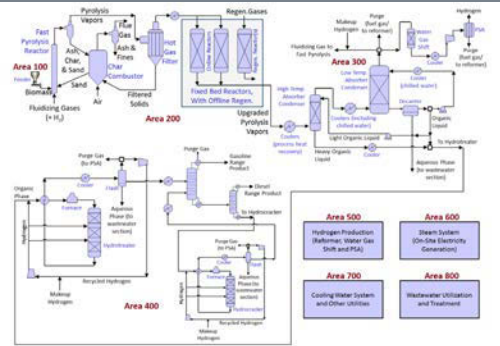 Pyrolysis
Vapors
Fast
Pyrolysis
Reactor
Area 100
Feeder
Biomass
Fluidizing Gases
(+ H₂)
Ash,
Char,
& Sand
Sand
Air
Flue
Gas
Ash &
Fines
Char
Combustor
Hot
Gas
Filter
Filtered
Solids
Area 200
Regen.Gases
Fixed Bed Reactors,
With Offline Regen.
Upgraded
Pyrolysis
Vapors
Makeup
Hydrogen
Purge
(fuel gas/
to reformer)
Fluidizing Gas to
Fast Pyrolysis
Area 300
Water
Gas
Shift
Hydrogen
PSA
Purge
(fuel gas/
to reformer)
Cooler
Low Temp.
Absorber
Condenser
Cooler
(chilled water)
High Temp.
Absorber
Condenser
Coolers (including
chilled water)
Decanter
Organic
Liquid
Light Organic Liquid
Coolers
(process heat
recovery)
Heavy Organic
Liquid
Cooler
To Hydrotreater
Aqueous Phase
(to wastewater
section)
Purge Gas
(to PSA)
Organic
Phase
Cooler
Flash
Furnace
Aqueous
Phase (to
wastewater
section)
Hydrotreater
Hydrogen
Recycled Hydrogen
Makeup
Hydrogen
Area 400
Gasoline
Range Product
Diesel
Range Product
To Hydrocracker
Purge Gas
(to PSA)
Cooler
Flash
Furnace
Aqueous
Phase (to
wastewater
section)
Hydrocracker
Hydrogen
Recycled Hydrogen
Makeup
Hydrogen
Area 500
Hydrogen Production
(Reformer, Water Gas
Shift and PSA)
Area 600
Steam System
(On-Site Electricity
Generation)
Area 700
Cooling Water System
and Other Utilities
Area 800
Wastewater Utilization
and Treatment